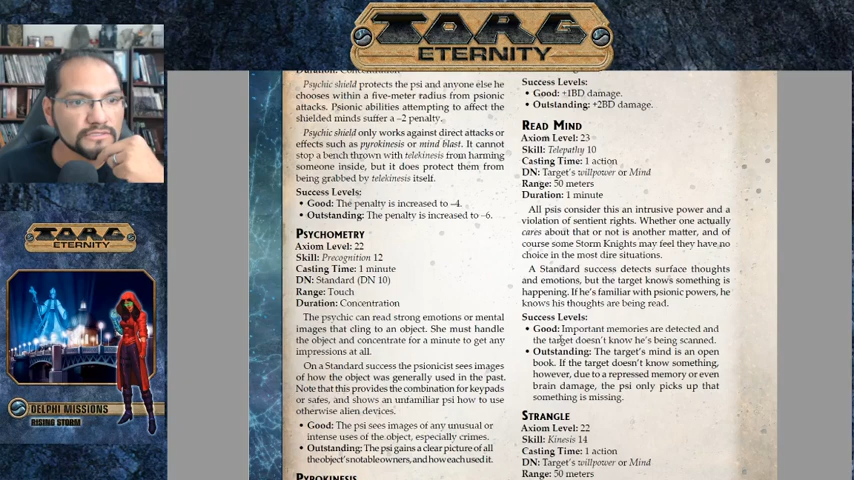 TORG
ETERNITY
Duration: Concentration
Psychic shield protects the psi and anyone else he
chooses within a five-meter radius from psionic
attacks. Psionic abilities attempting to affect the
shielded minds suffer a –2 penalty.
Psychic shield only works against direct attacks or
effects such as pyrokinesis or mind blast. It cannot
stop a bench thrown with telekinesis from harming
someone inside, but it does protect them from
being grabbed by telekinesis itself.
Success Levels:
• Good: The penalty is increased to –4.
• Outstanding: The penalty is increased to –6.
Psychometry
Axiom Level: 22
Skill: Precognition 12
Casting Time: 1 minute
DN: Standard (DN 10)
Range: Touch
Duration: Concentration
The psychic can read strong emotions or mental
images that cling to an object. She must handle
the object and concentrate for a minute to get any
impressions at all.
On a Standard success the psionicist sees images
of how the object was generally used in the past.
Note that this provides the combination for keypads
or safes, and shows an unfamiliar psi how to use
otherwise alien devices.
• Good: The psi sees images of any unusual or
intense uses of the object, especially crimes.
• Outstanding: The psi gains a clear picture of all
the object's notable owners, and how each used it.
Pyrokinesis
Success Levels:
• Good: +1BD damage.
• Outstanding: +2BD damage.
Read Mind
Axiom Level: 23
Skill: Telepathy 10
Casting Time: 1 action
DN: Target's willpower or Mind
Range: 50 meters
Duration: 1 minute
All psis consider this an intrusive power and a
violation of sentient rights. Whether one actually
cares about that or not is another matter, and of
course some Storm Knights may feel they have no
choice in the most dire situations.
A Standard success detects surface thoughts
and emotions, but the target knows something is
happening. If he's familiar with psionic powers, he
knows his thoughts are being read.
Success Levels:
• Good: Important memories are detected and
the target doesn't know he's being scanned.
• Outstanding: The target's mind is an open
book. If the target doesn't know something,
however, due to a repressed memory or even
brain damage, the psi only picks up that
something is missing.
Strangle
Axiom Level: 22
Skill: Kinesis 14
Casting Time: 1 action
DN: Target's willpower or Mind
Range: 50 meters
TORG
ETERNITY
DELPHI MISSIONS
RISING STORM